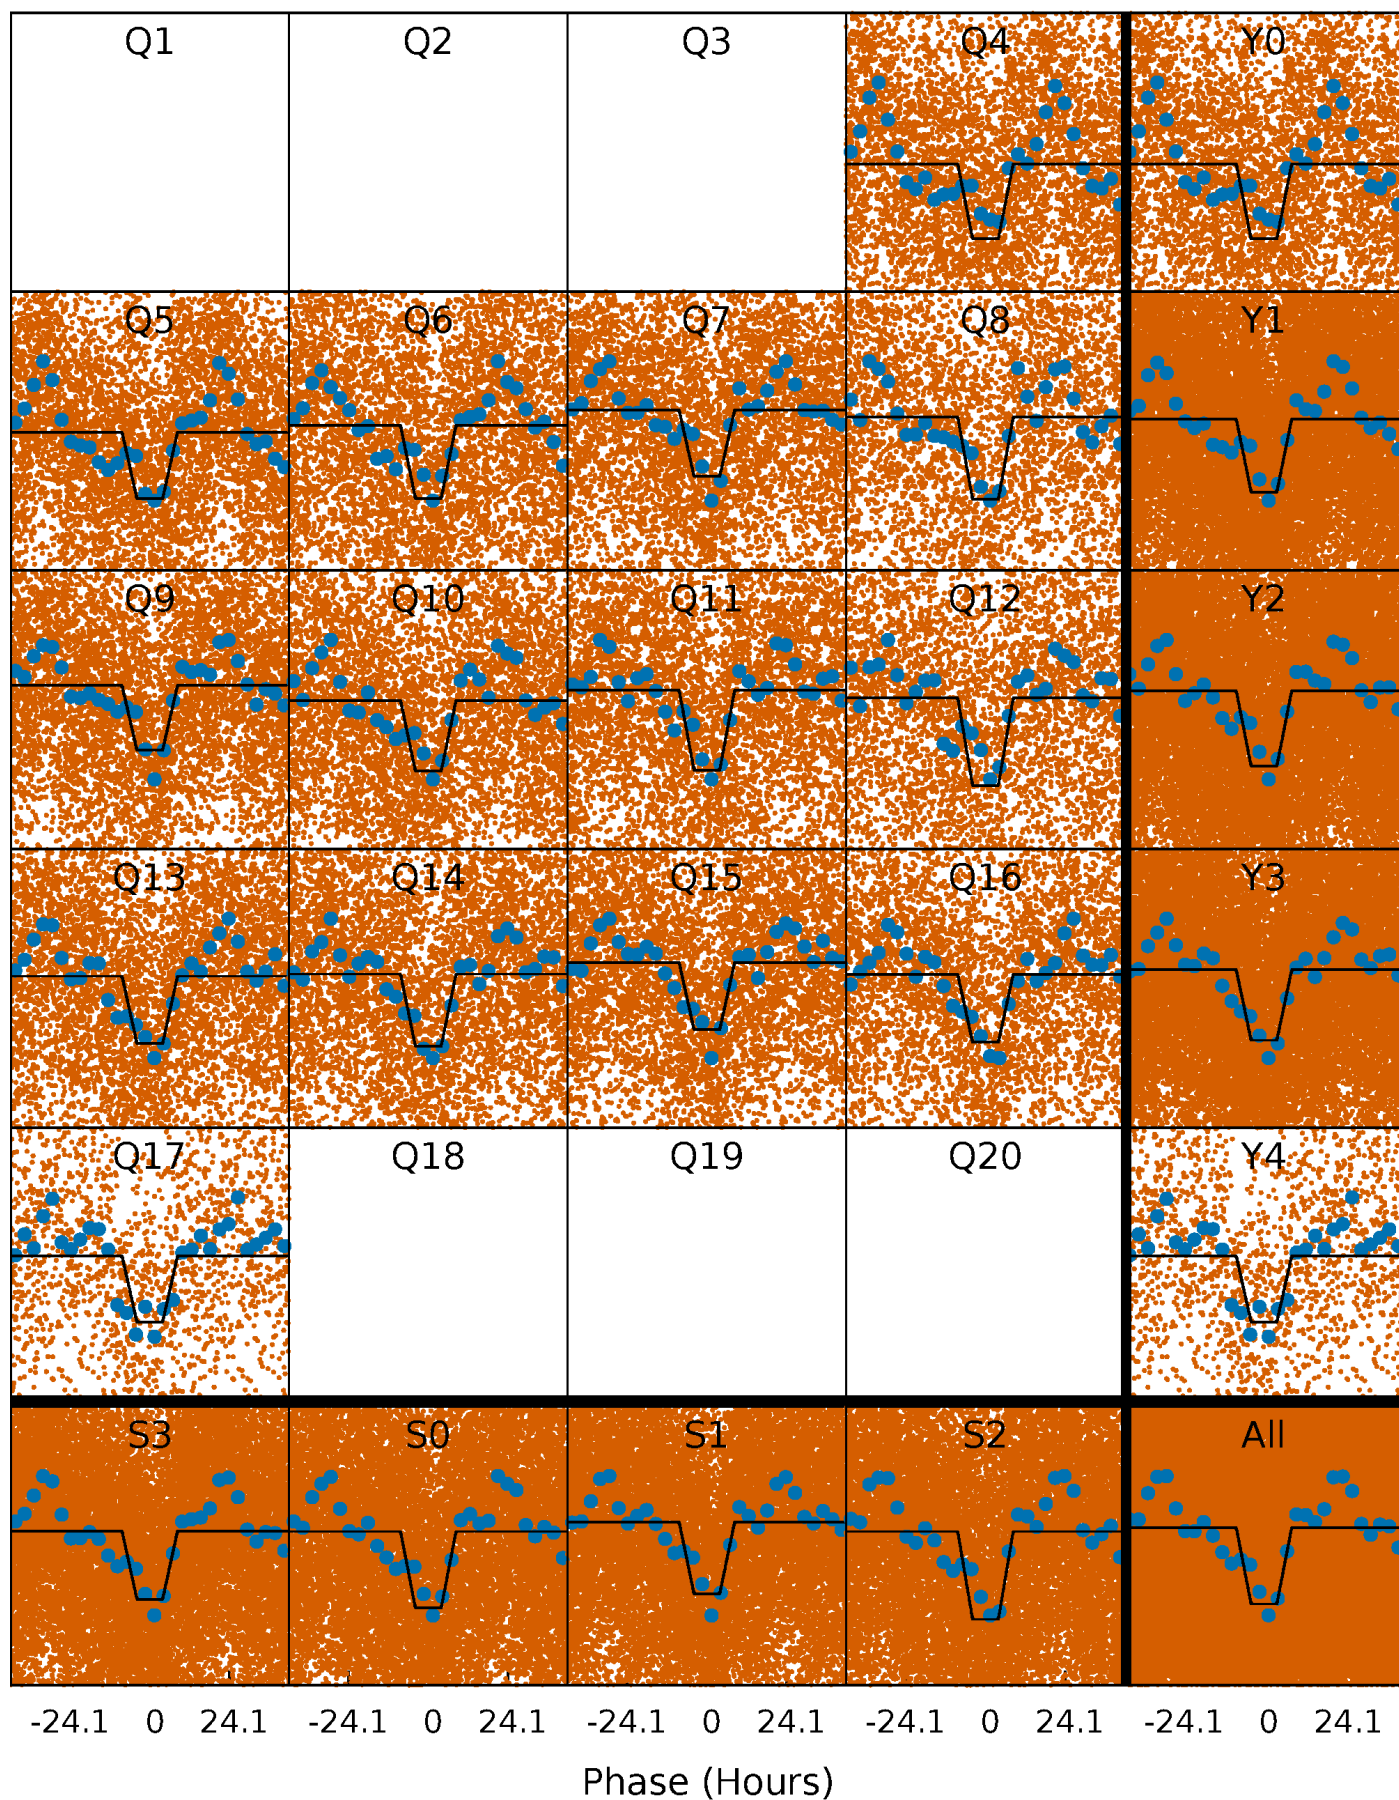 Q1 Q2 Q3 Q4 Y0
Q5 Q6 Q7 Q8 Y1
Q9 Q10 Q11 Q12 Y2
Q13 Q14 Q15 Q16 Y3
Q17 Q18 Q19 Q20 Y4
S3 S0 S1 S2 All
-24.1 0 24.1 -24.1 0 24.1 -24.1 0 24.1 -24.1 0 24.1 -24.1 0 24.1
Phase (Hours)